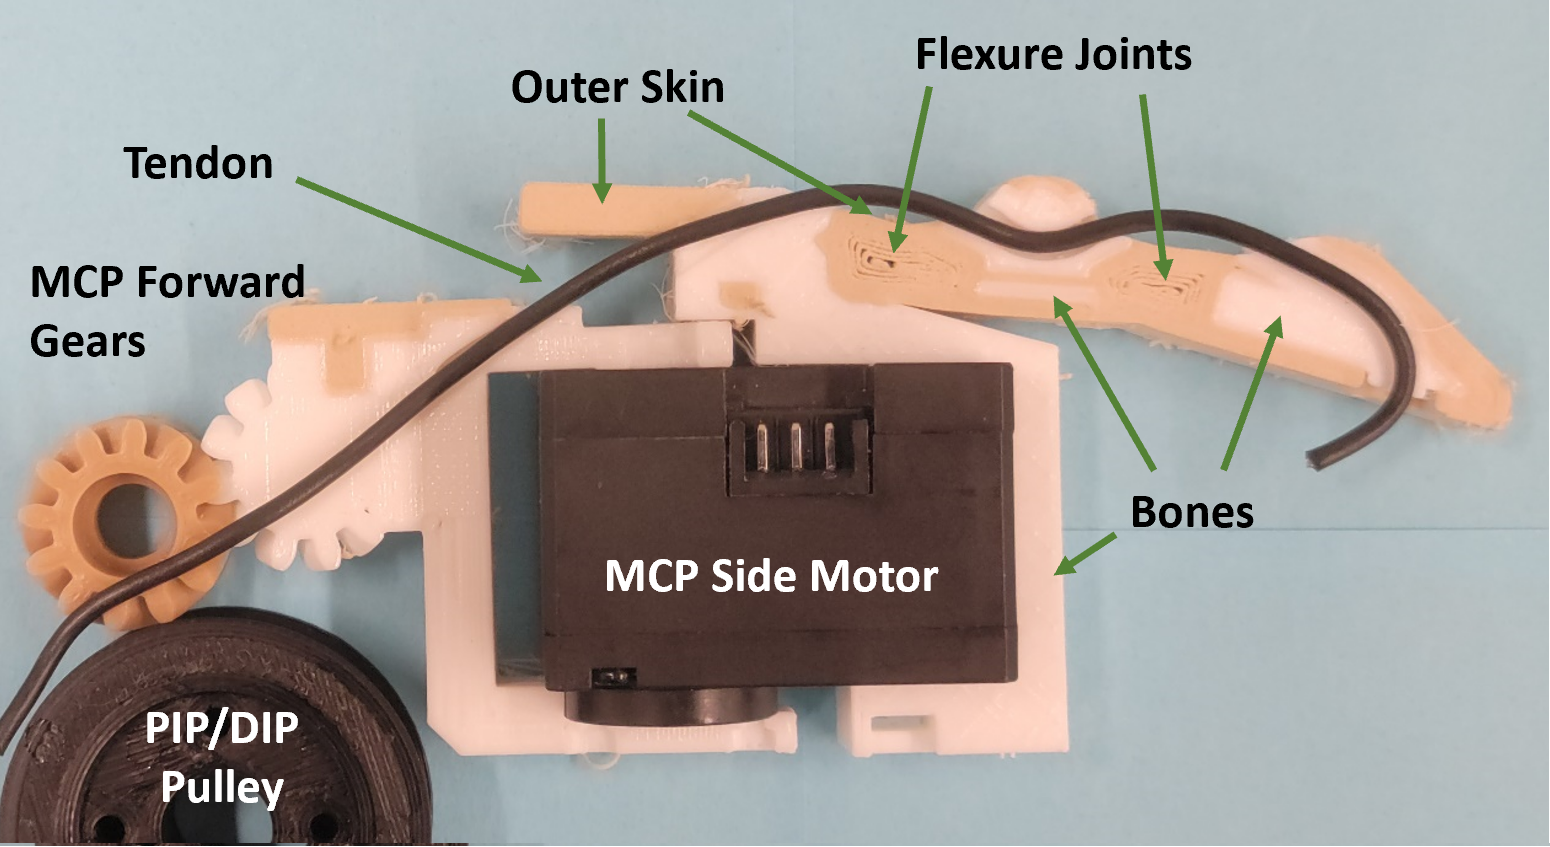 Flexure Joints
Outer Skin
Tendon
MCP Forward
Gears
Bones
MCP Side Motor
PIP/DIP
Pulley